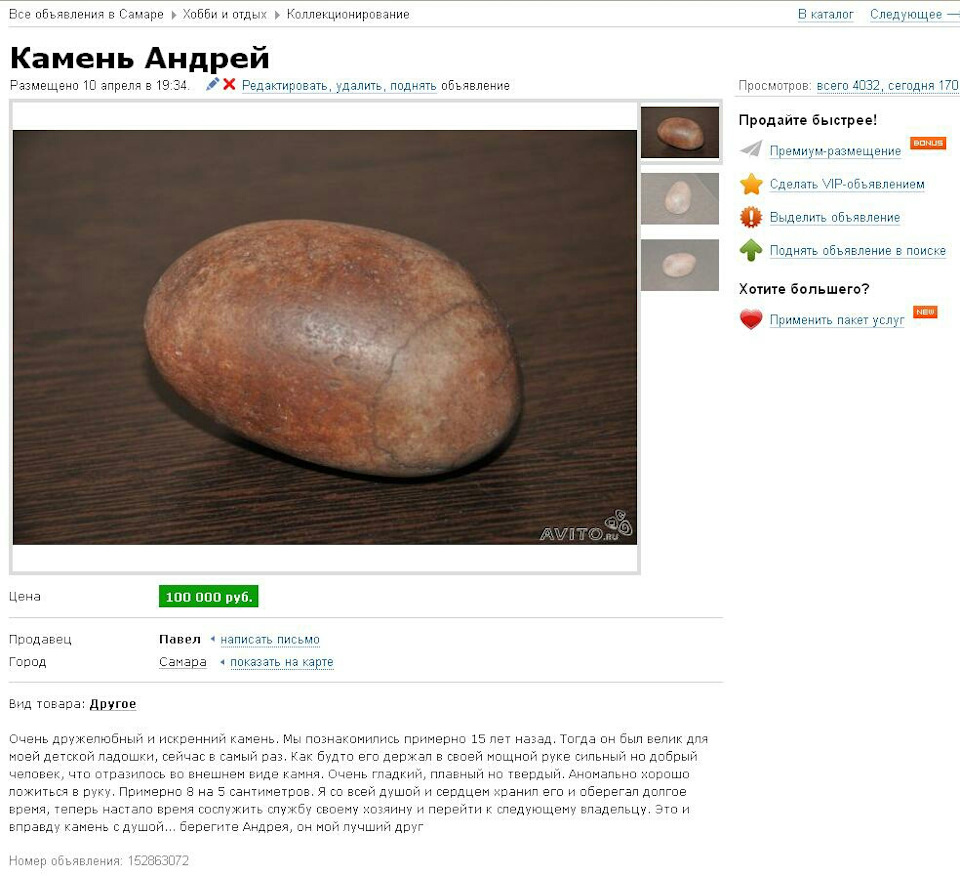 Все объявления в Самаре Хобби и отдых Коллекционирование
В каталог Следующее
Камень Андрей
Размещено 10 апреля в 19:34. Редактировать, удалить, поднять объявление
Просмотров: всего 4032, сегодня 170
Продайте быстрее!
Премиум-размещение BONUS
Сделать VIP-объявлением
Выделить объявление
Поднять объявление в поиске
Хотите большего?
Применить пакет услуг NEW
AVITO.RU
Цена 100 000 руб.
Продавец Павел написать письмо
Город Самара показать на карте
Вид товара: Другое
Очень дружелюбный и искренний камень. Мы познакомились примерно 15 лет назад. Тогда он был велик для
моей детской ладошки, сейчас в самый раз. Как будто его держал в своей мощной руке сильный но добрый
человек, что отразилось во внешнем виде камня. Очень гладкий, плавный но твердый. Аномально хорошо
ложиться в руку. Примерно 8 на 5 сантиметров. Я со всей душой и сердцем хранил его и оберегал долгое
время, теперь настало время сослужить службу своему хозяину и перейти к следующему владельцу. Это и
вправду камень с душой... берегите Андрея, он мой лучший друг
Номер объявления: 152863072